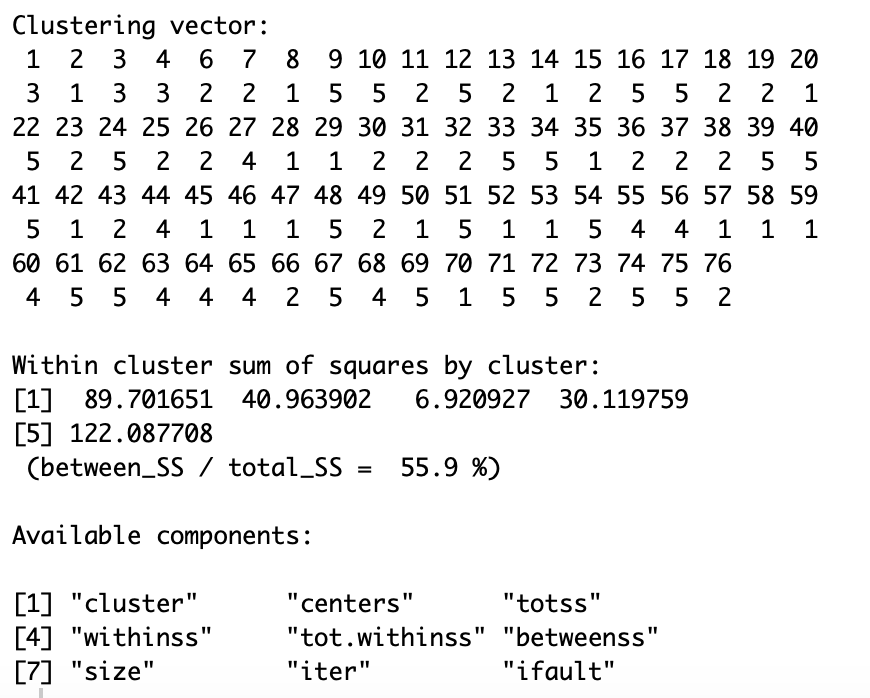 Clustering vector:
 1  2  3  4  6  7  8  9 10 11 12 13 14 15 16 17 18 19 20
 3  1  3  3  2  2  1  5  5  2  5  2  1  2  5  5  2  2  1
22 23 24 25 26 27 28 29 30 31 32 33 34 35 36 37 38 39 40
 5  2  5  2  2  4  1  1  2  2  2  5  5  1  2  2  2  5  5
41 42 43 44 45 46 47 48 49 50 51 52 53 54 55 56 57 58 59
 5  1  2  4  1  1  1  5  2  1  5  1  1  5  4  4  1  1  1
60 61 62 63 64 65 66 67 68 69 70 71 72 73 74 75 76
 4  5  5  4  4  4  2  5  4  5  1  5  5  2  5  5  2
Within cluster sum of squares by cluster:
[1]  89.701651  40.963902   6.920927  30.119759
[5] 122.087708
 (between_SS / total_SS =  55.9 %)
Available components:
[1] "cluster"      "centers"      "totss"
[4] "withinss"     "tot.withinss" "betweenss"
[7] "size"         "iter"         "ifault"